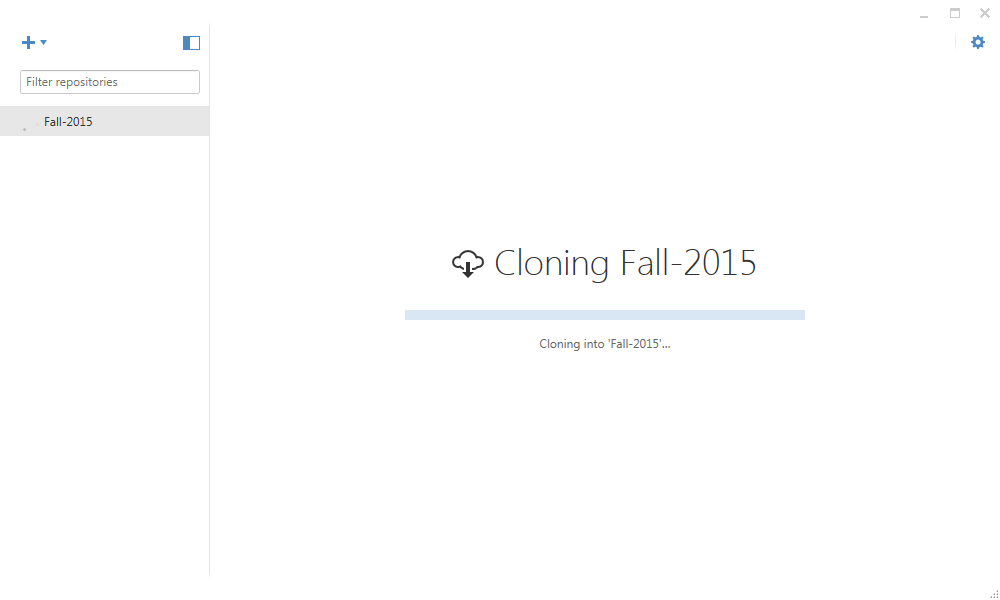 Filter repositories
Fall-2015
Cloning Fall-2015
Cloning into 'Fall-2015'...